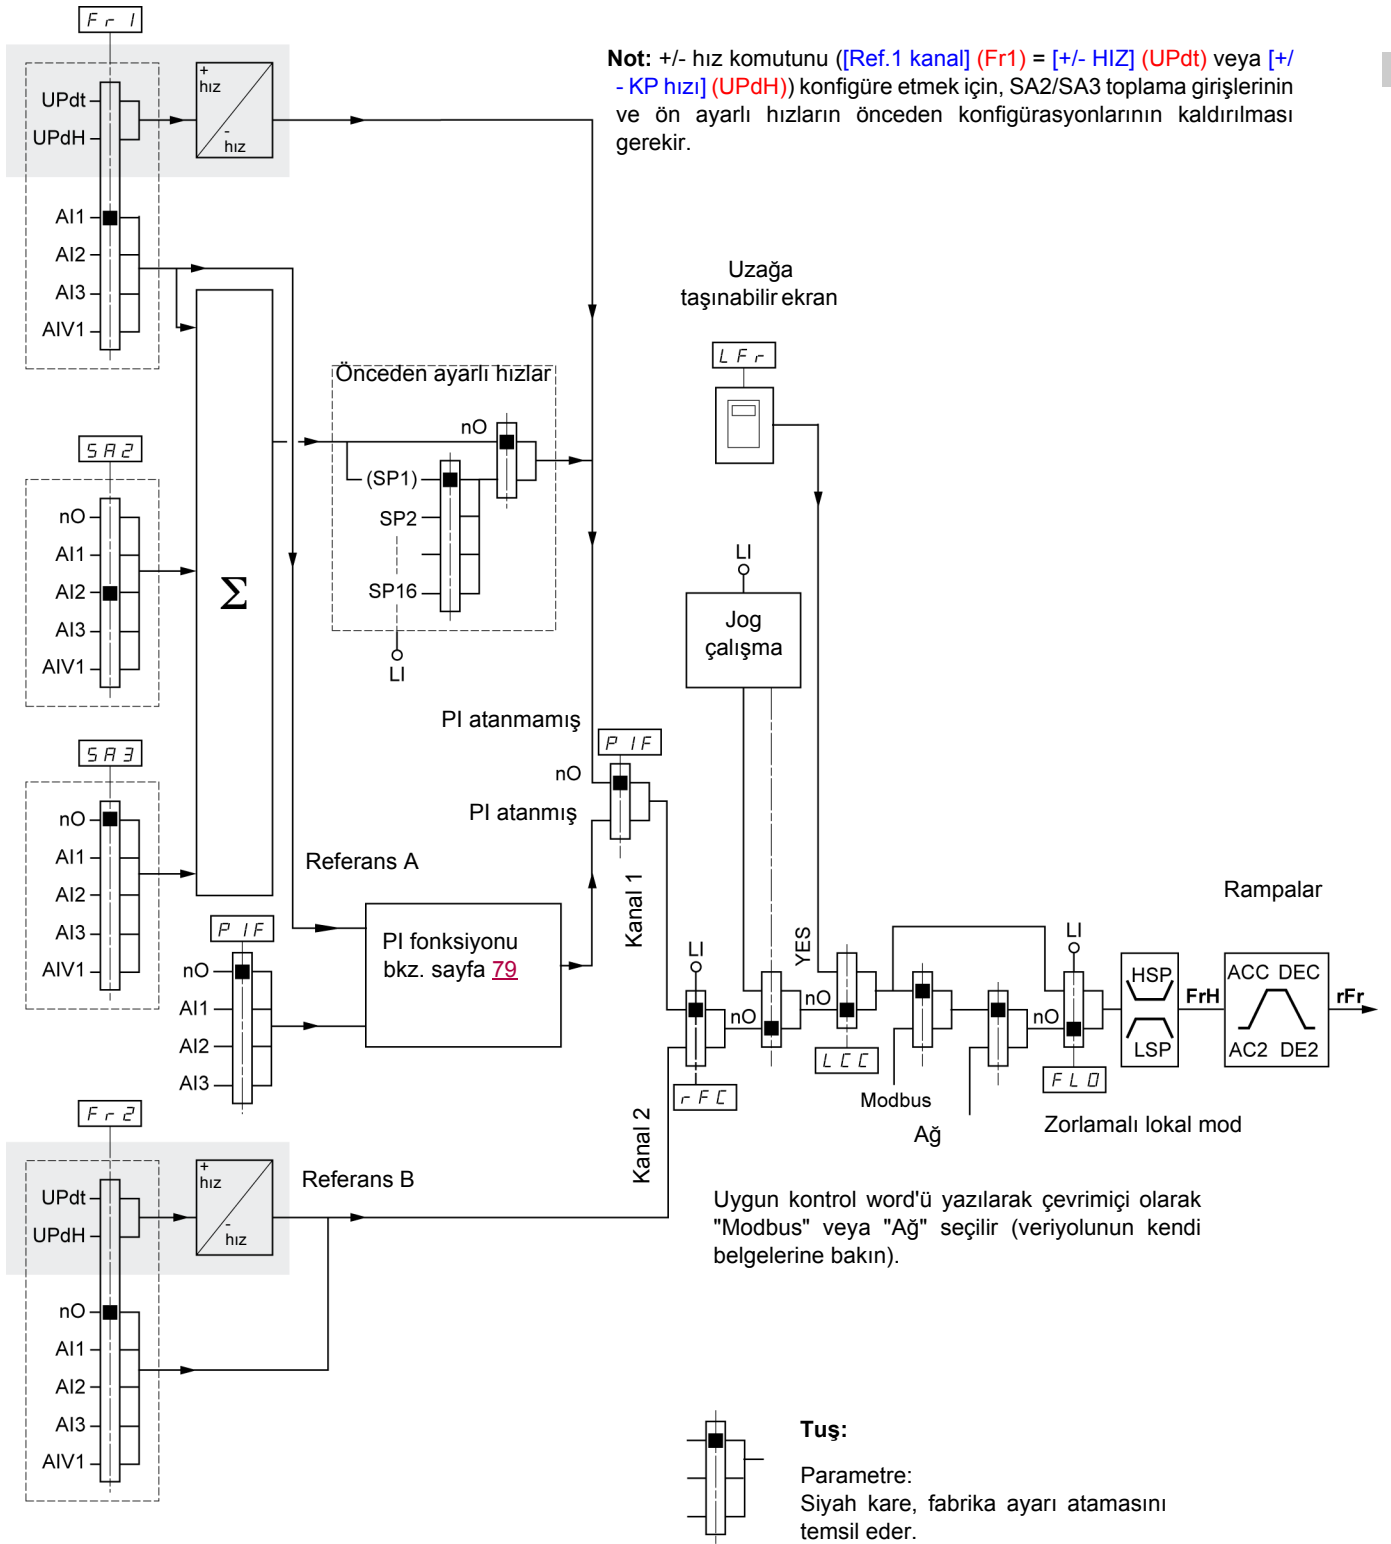 Fr1
Not: +/- hız komutunu ([Ref.1 kanal] (Fr1) = [+/- HIZ] (UPdt) veya [+/
- KP hızı] (UPdH)) konfigüre etmek için, SA2/SA3 toplama girişlerinin
ve ön ayarlı hızların önceden konfigürasyonlarının kaldırılması
gerekir.
+
hız
-
hız
UPdt
UPdH
AI1
AI2
AI3
AIV1
Uzağa
taşınabilir ekran
LFr
Önceden ayarlı hızlar
nO
(SP1)
SP2
SP16
LI
SA2
nO
AI1
AI2
AI3
AIV1
Σ
LI
Jog
çalışma
PI atanmamış
PIF
nO
PI atanmış
SA3
nO
AI1
AI2
AI3
AIV1
Referans A
PIF
nO
AI1
AI2
AI3
PI fonksiyonu
bkz. sayfa 79
Kanal 1
LI
nO
rFC
YES
nO
LCC
Modbus
Ağ
LI
nO
FLO
Zorlamalı lokal mod
HSP
LSP
FrH
Rampalar
ACC DEC
AC2 DE2
rFr
Kanal 2
Fr2
+
hız
-
hız
Referans B
UPdt
UPdH
nO
AI1
AI2
AI3
AIV1
Uygun kontrol word'ü yazılarak çevrimiçi olarak
"Modbus" veya "Ağ" seçilir (veriyolunun kendi
belgelerine bakın).
Tuş:
Parametre:
Siyah kare, fabrika ayarı atamasını
temsil eder.